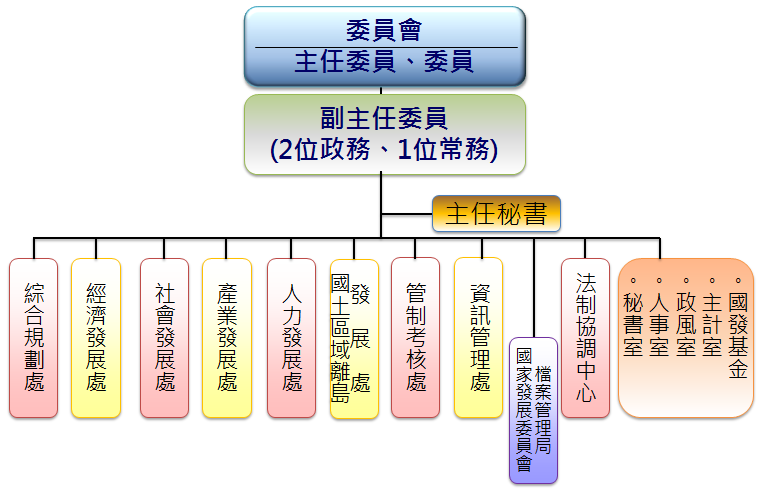 委員會
主任委員、委員
副主任委員
(2位政務、1位常務)
主任秘書
綜合規劃處
經濟發展處
社會發展處
產業發展處
人力發展處
國土區域離島
發展處
管制考核處
資訊管理處
國家發展委員會
檔案管理局
法制協調中心
。國發基金
。主計室
。政風室
。人事室
。秘書室